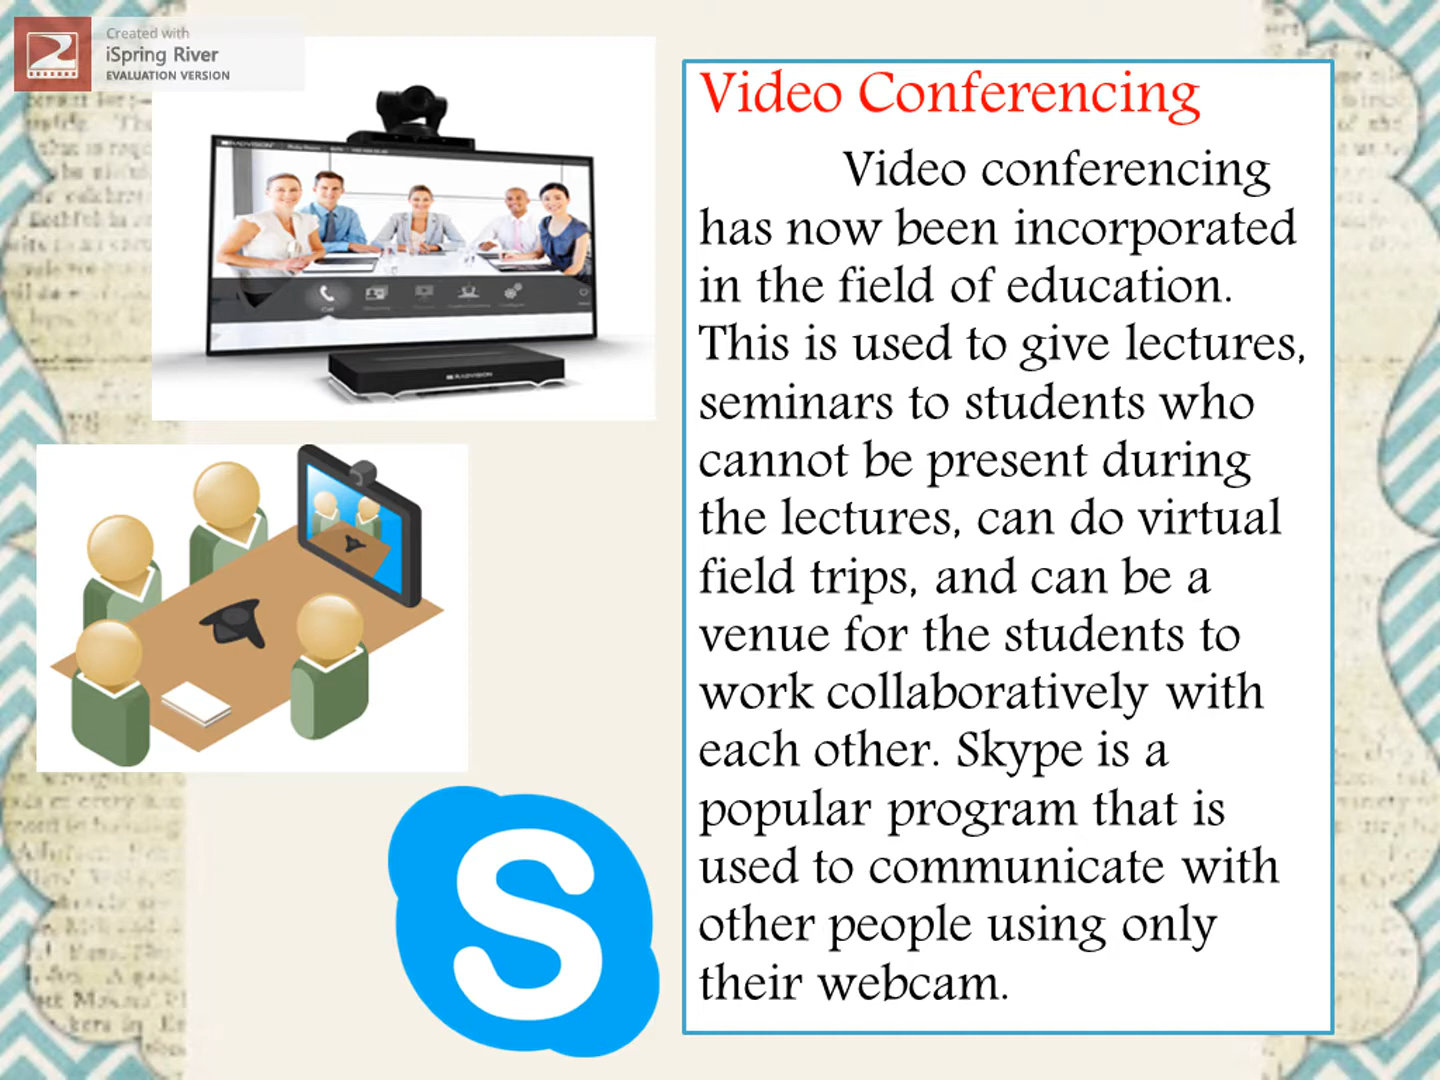 Created with
iSpring River
EVALUATION VERSION
RADVISION
Video Conferencing
Video conferencing
has now been incorporated
in the field of education.
This is used to give lectures,
seminars to students who
cannot be present during
the lectures, can do virtual
field trips, and can be a
venue for the students to
work collaboratively with
each other. Skype is a
popular program that is
used to communicate with
other people using only
their webcam.